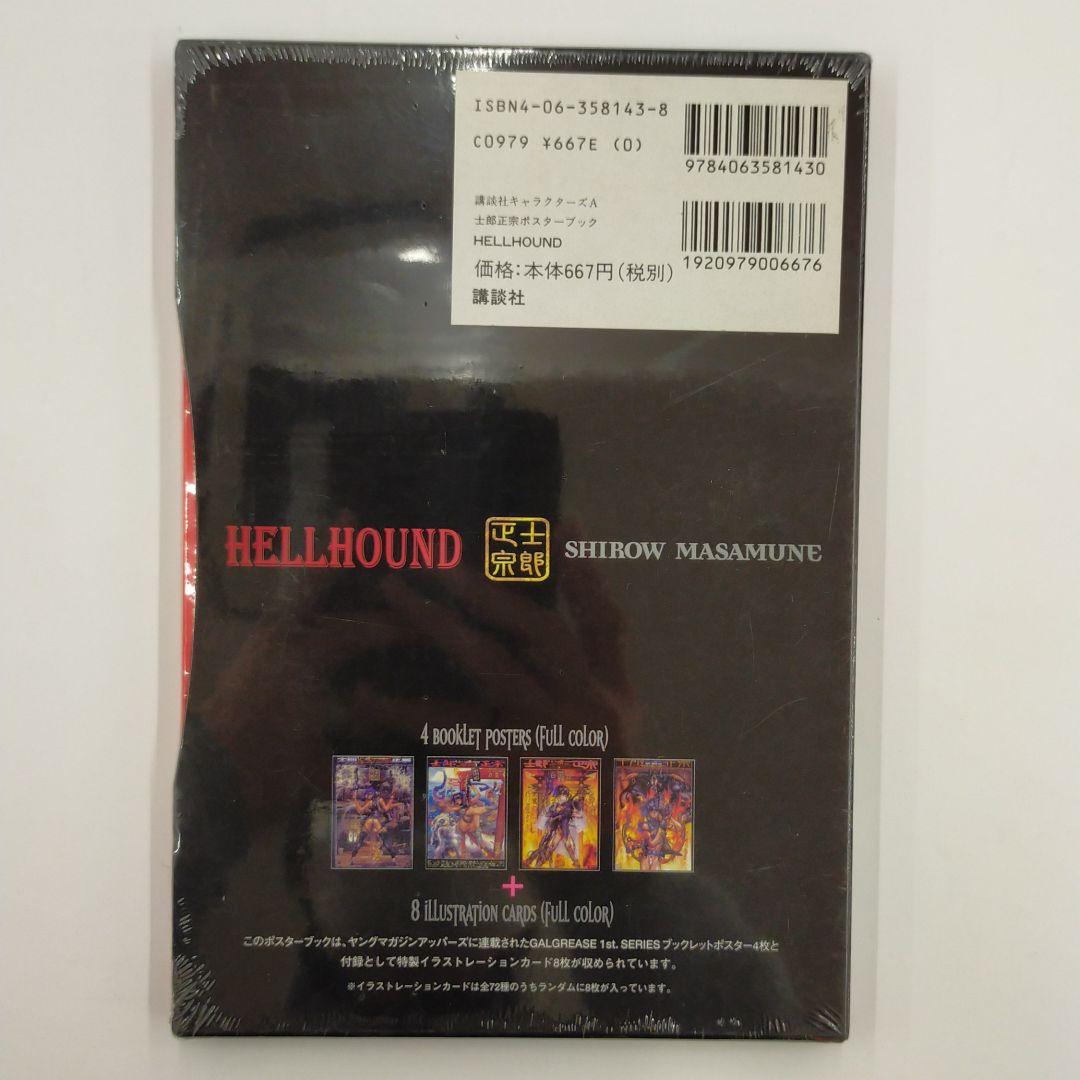 ISBN4-06-358143-8
C0979 ¥667E (0)
9784063581430
講談社キャラクターズA
士郎正宗ポスターブック
HELLHOUND
価格:本体667円(税別)
講談社
1920979006676
HELLHOUND
士郎正宗
SHIROW MASAMUNE
4 BOOKLET POSTERS (FULL COLOR)
+
8 ILLUSTRATION CARDS (FULL COLOR)
このポスターブックは、ヤングマガジンアッパーズに連載されたGALGREASE 1st. SERIES ブックレットポスター4枚と
付録として特製イラストレーションカード8枚が収められています。
※イラストレーションカードは全72種のうちランダムに8枚が入っています。